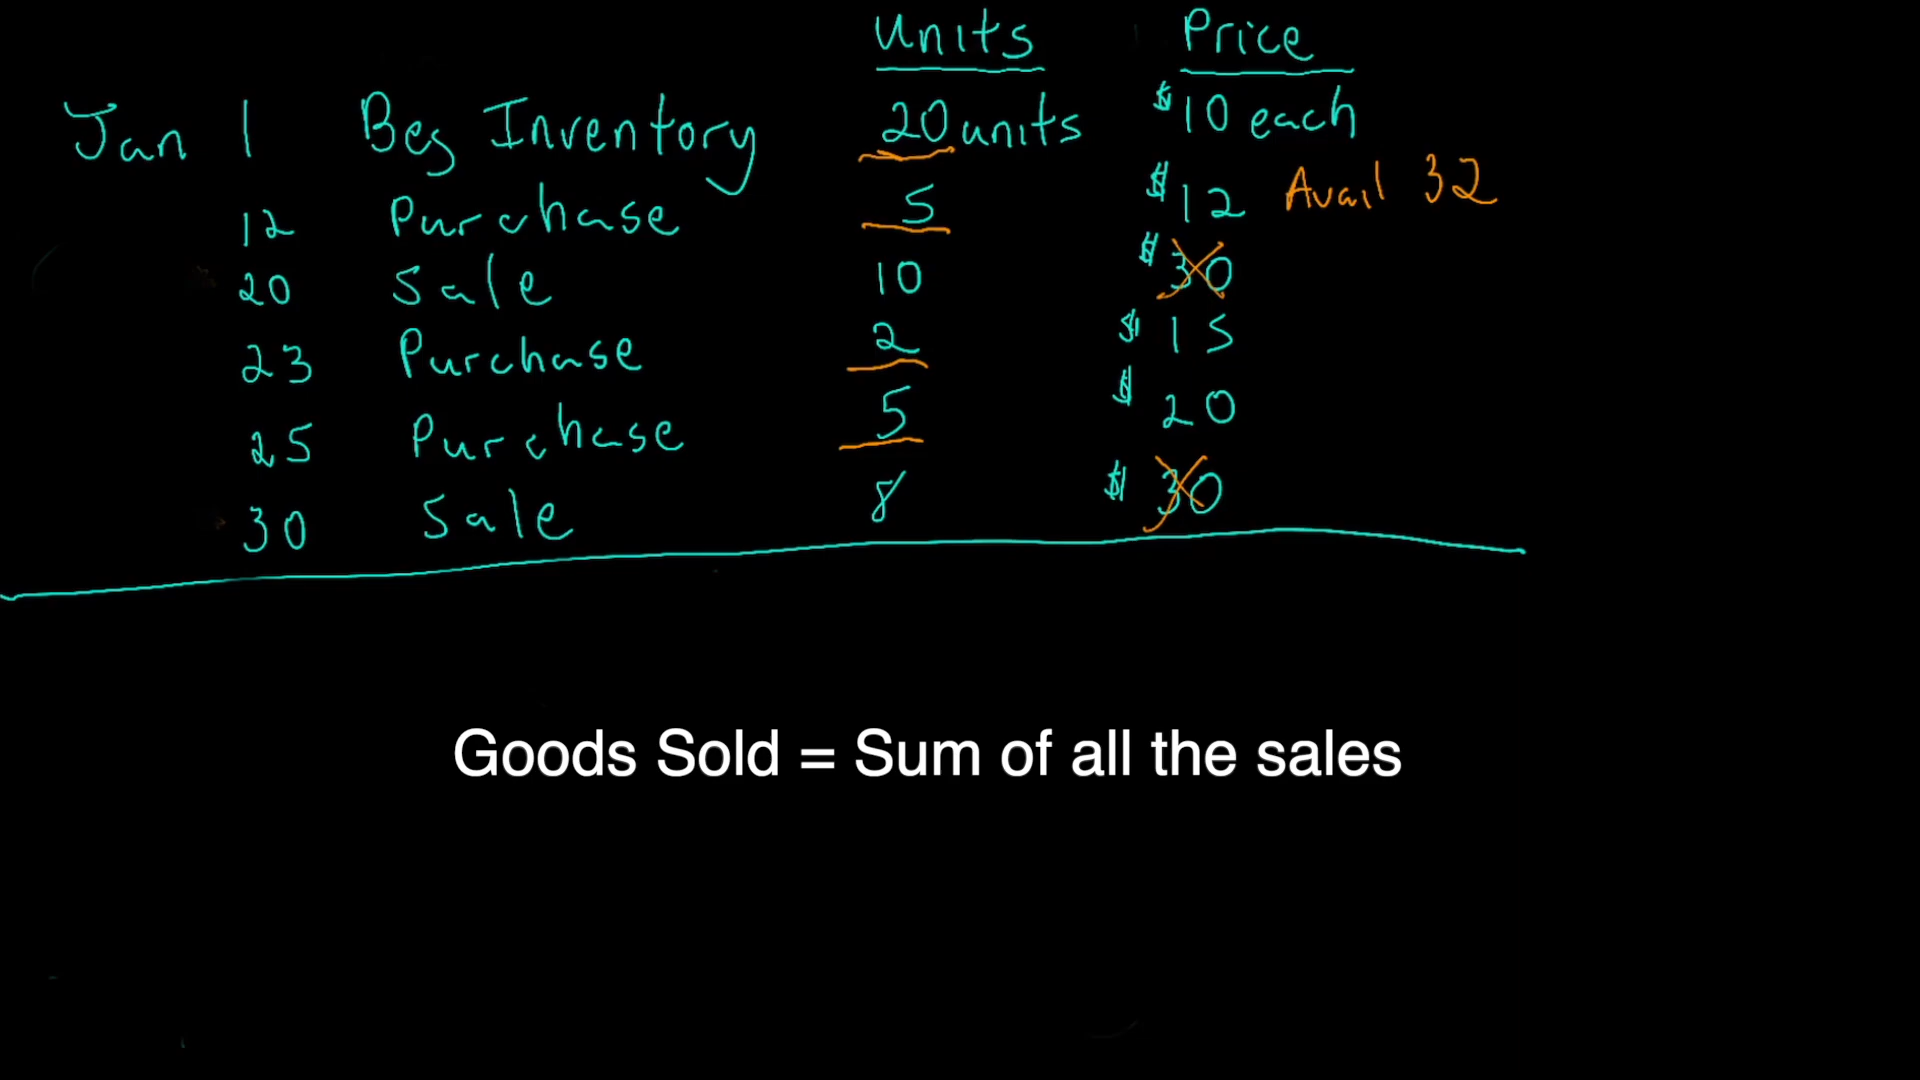 Units Price
Jan 1 Beg Inventory 20 units $10 each
12 Purchase 5 $12 Avail 32
20 Sale 10 $30
23 Purchase 2 $15
25 Purchase 5 $20
30 Sale 8 $30
Goods Sold = Sum of all the sales